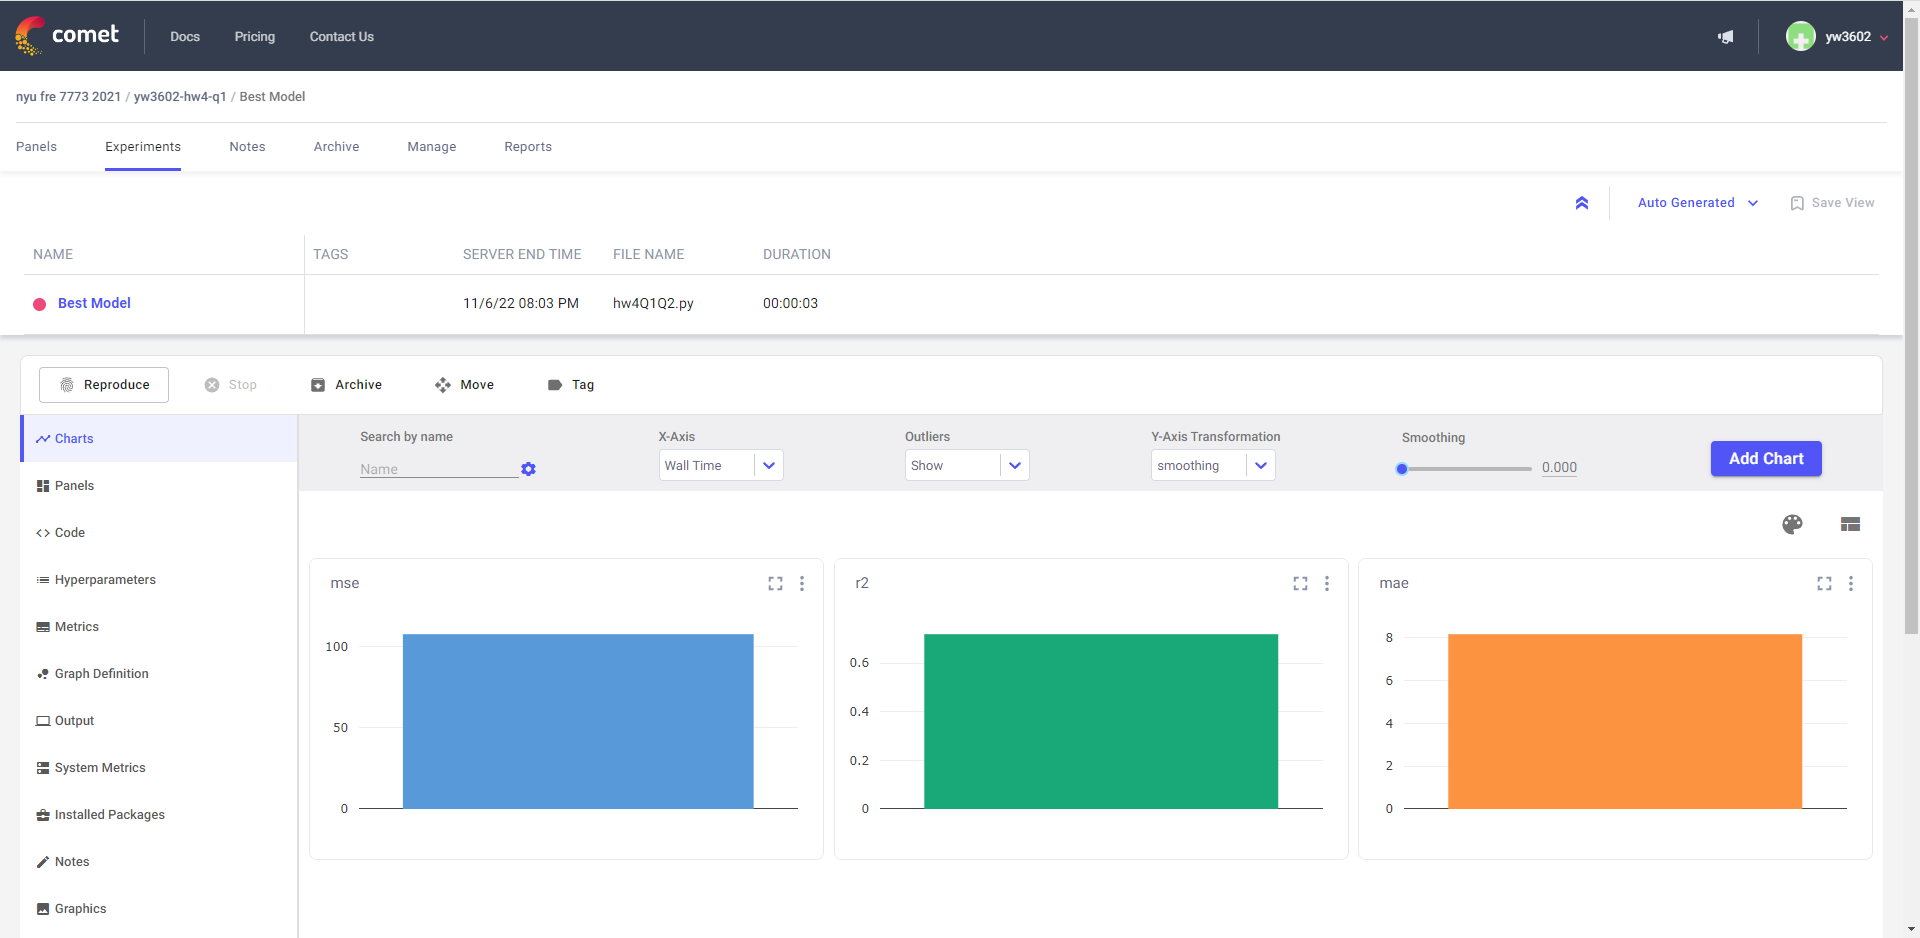 comet
Docs
Pricing
Contact Us
yw3602
nyu fre 7773 2021 / yw3602-hw4-q1 / Best Model
Panels
Experiments
Notes
Archive
Manage
Reports
Auto Generated
Save View
NAME
TAGS
SERVER END TIME
FILE NAME
DURATION
Best Model
11/6/22 08:03 PM
hw4Q1Q2.py
00:00:03
Reproduce
Stop
Archive
Move
Tag
Charts
Panels
Code
Hyperparameters
Metrics
Graph Definition
Output
System Metrics
Installed Packages
Notes
Graphics
Search by name
Name
X-Axis
Wall Time
Outliers
Show
Y-Axis Transformation
smoothing
Smoothing
0.000
Add Chart
mse
100
50
0
r2
0.6
0.4
0.2
0
mae
8
6
4
2
0